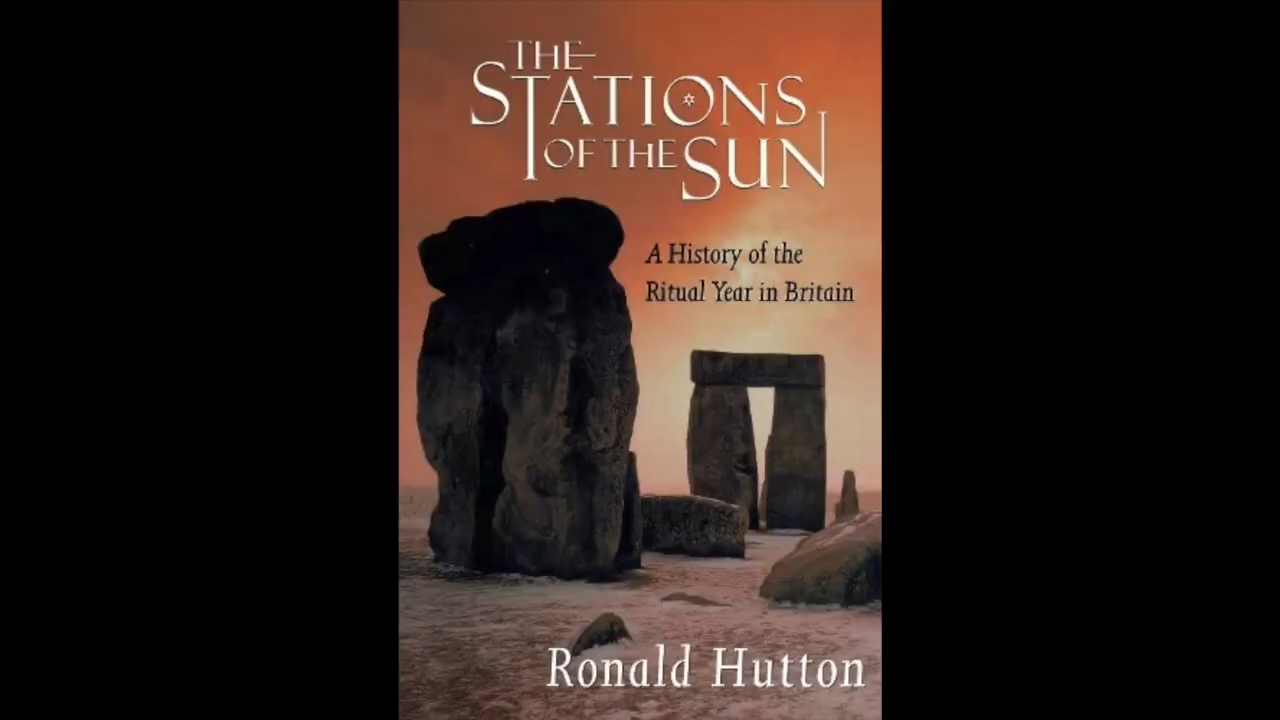 THE
STATIONS
OF THE SUN
A History of the
Ritual Year in Britain
Ronald Hutton